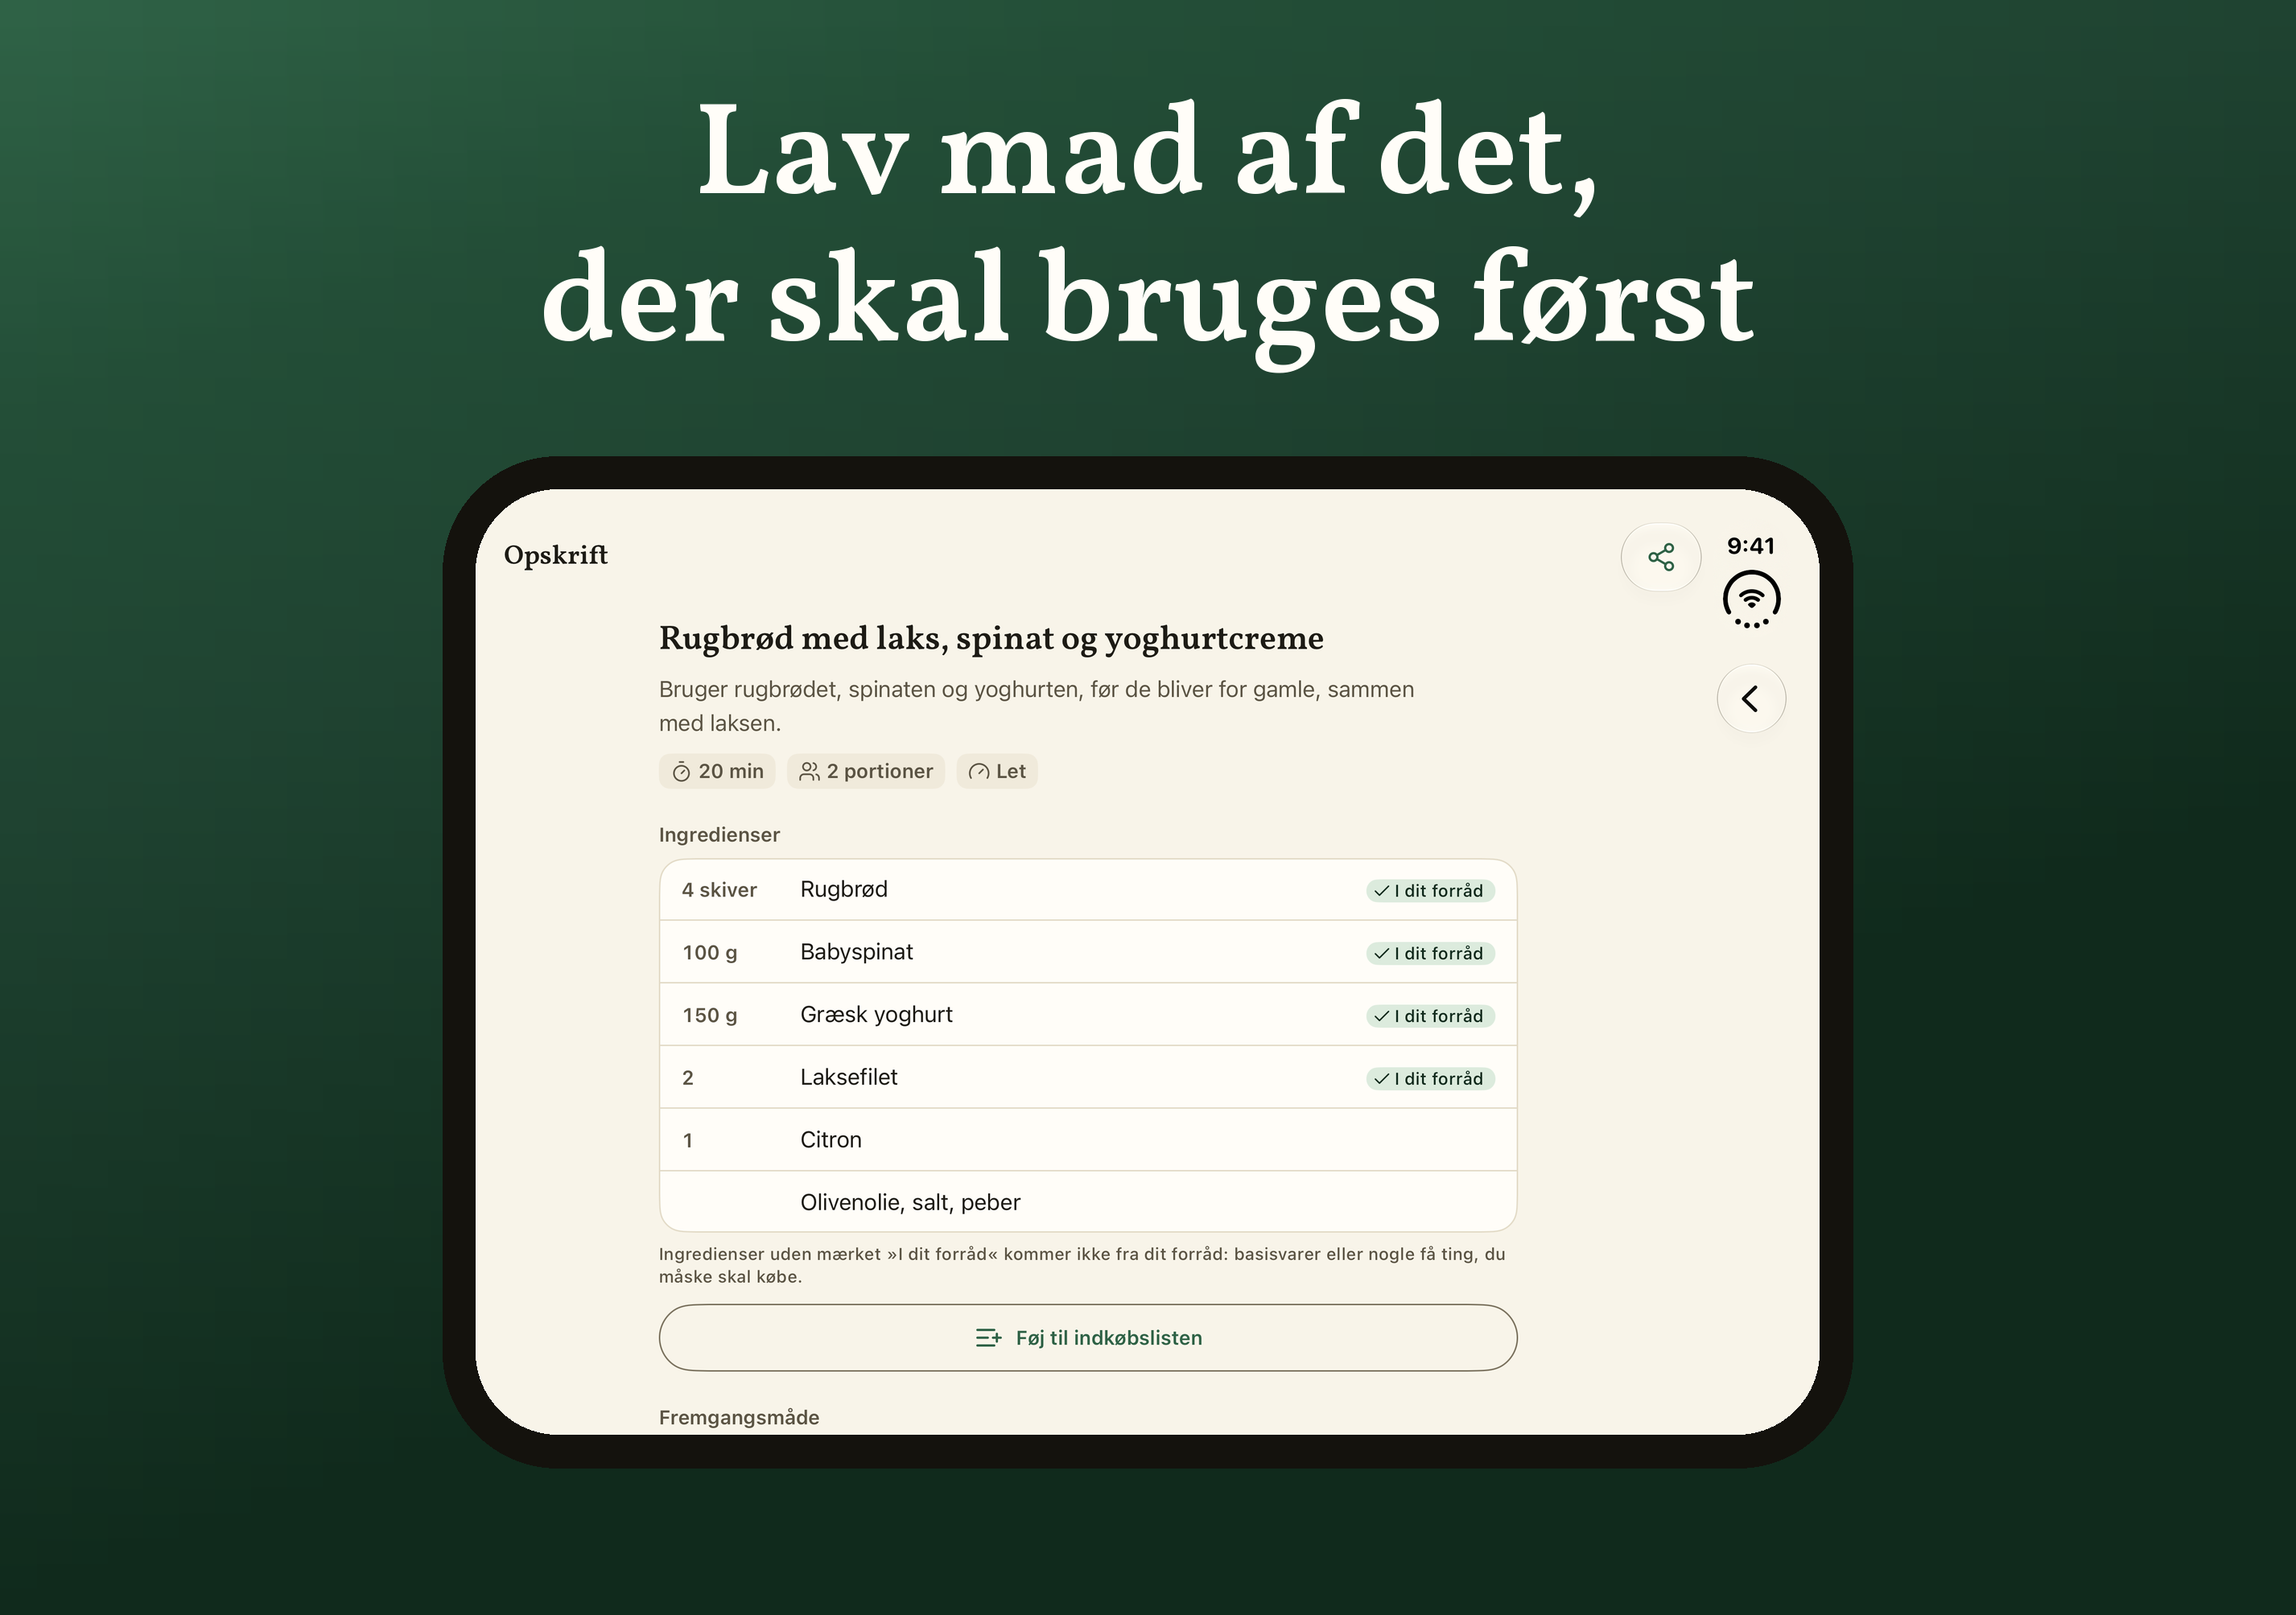 Lav mad af det,
der skal bruges først
Opskrift
9:41
Rugbrød med laks, spinat og yoghurtcreme
Bruger rugbrødet, spinaten og yoghurten, før de bliver for gamle, sammen
med laksen.
20 min
2 portioner
Let
Ingredienser
4 skiver Rugbrød I dit forråd
100 g Babyspinat I dit forråd
150 g Græsk yoghurt I dit forråd
2 Laksefilet I dit forråd
1 Citron
Olivenolie, salt, peber
Ingredienser uden mærket »I dit forråd« kommer ikke fra dit forråd: basisvarer eller nogle få ting, du
måske skal købe.
Føj til indkøbslisten
Fremgangsmåde